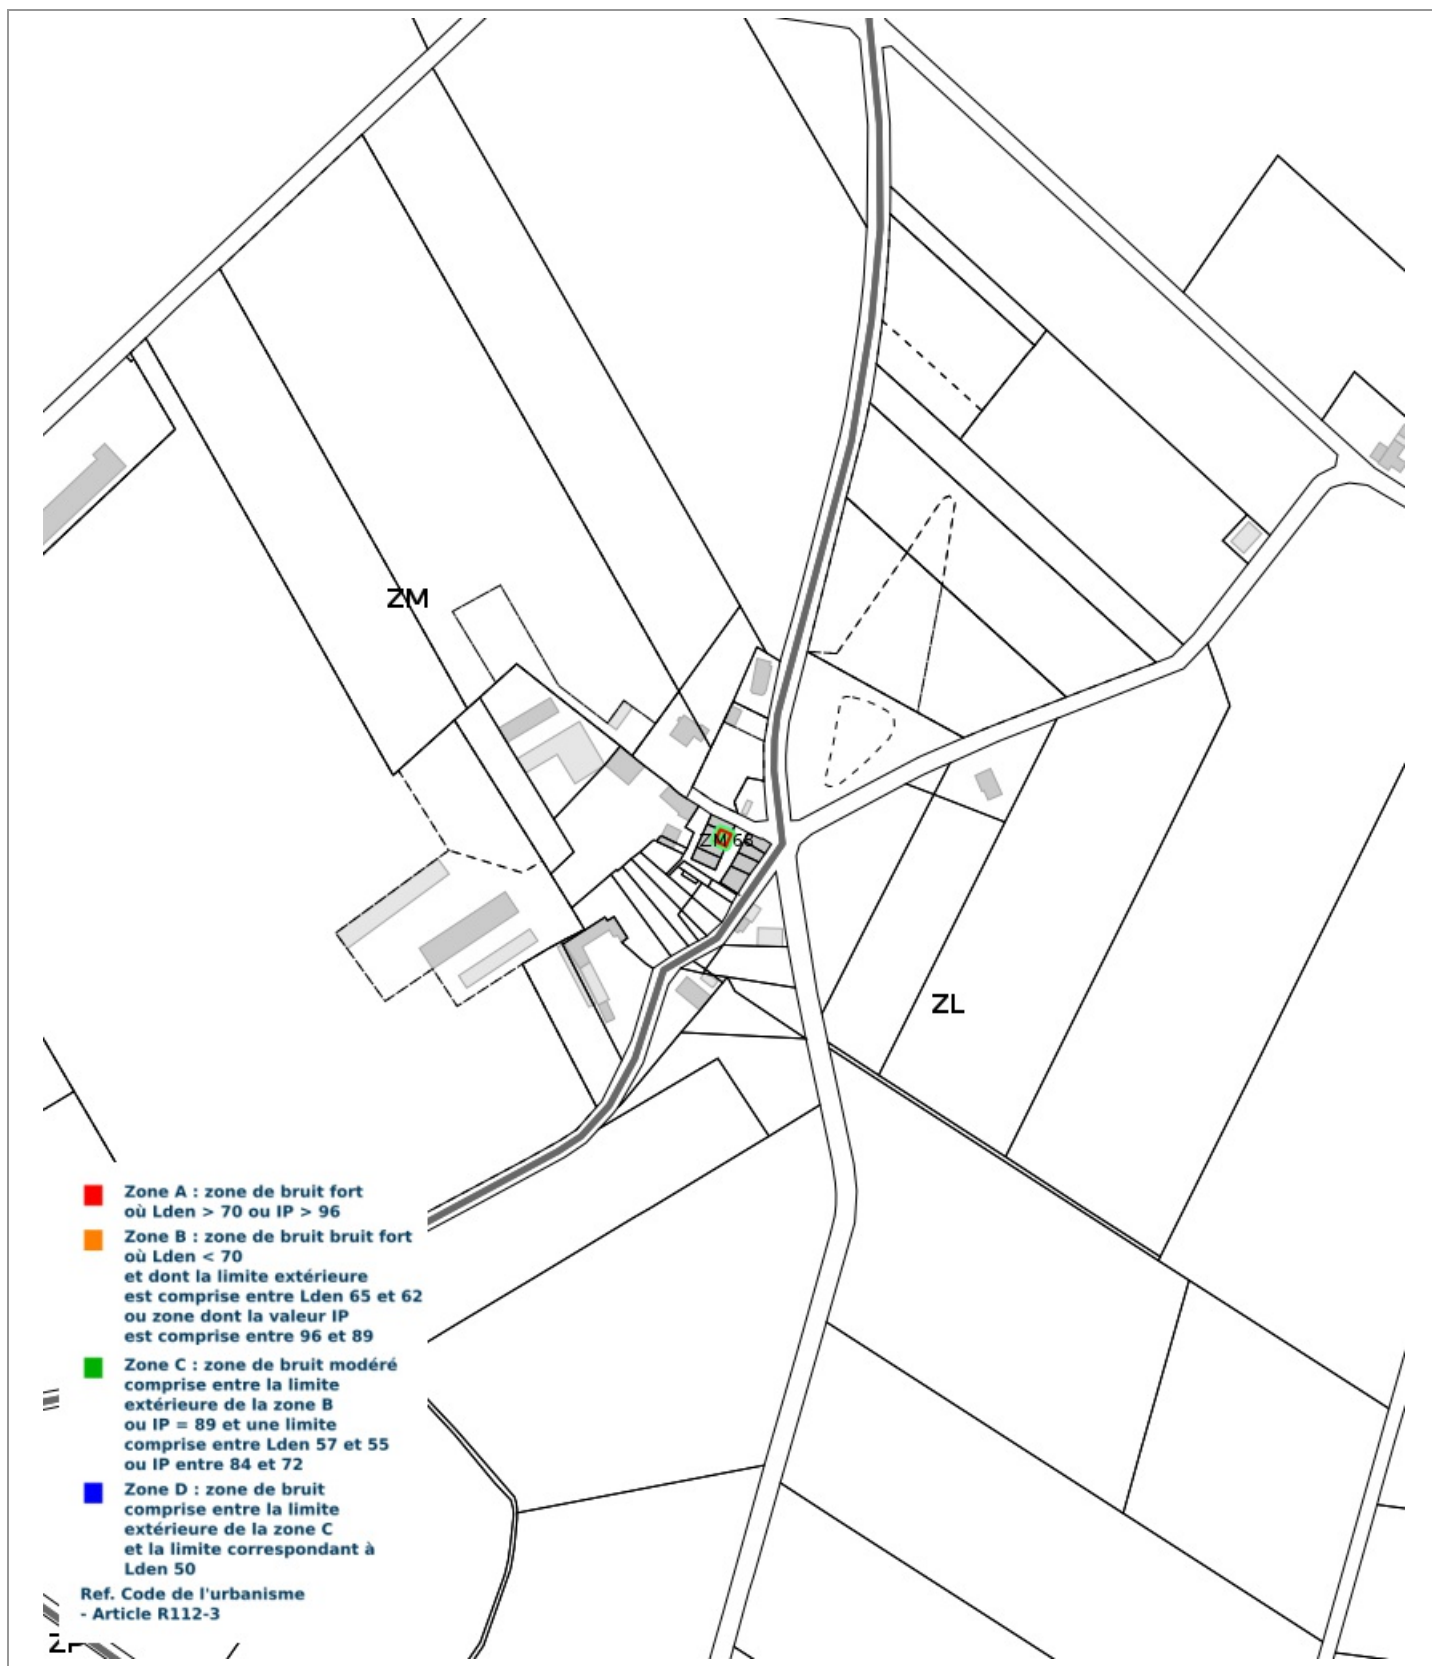 ZM
ZM 68
ZL
Zone A : zone de bruit fort
où Lden > 70 ou IP > 96
Zone B : zone de bruit bruit fort
où Lden < 70
et dont la limite extérieure
est comprise entre Lden 65 et 62
ou zone dont la valeur IP
est comprise entre 96 et 89
Zone C : zone de bruit modéré
comprise entre la limite
extérieure de la zone B
ou IP = 89 et une limite
comprise entre Lden 57 et 55
ou IP entre 84 et 72
Zone D : zone de bruit
comprise entre la limite
extérieure de la zone C
et la limite correspondant à
Lden 50
Ref. Code de l'urbanisme
- Article R112-3